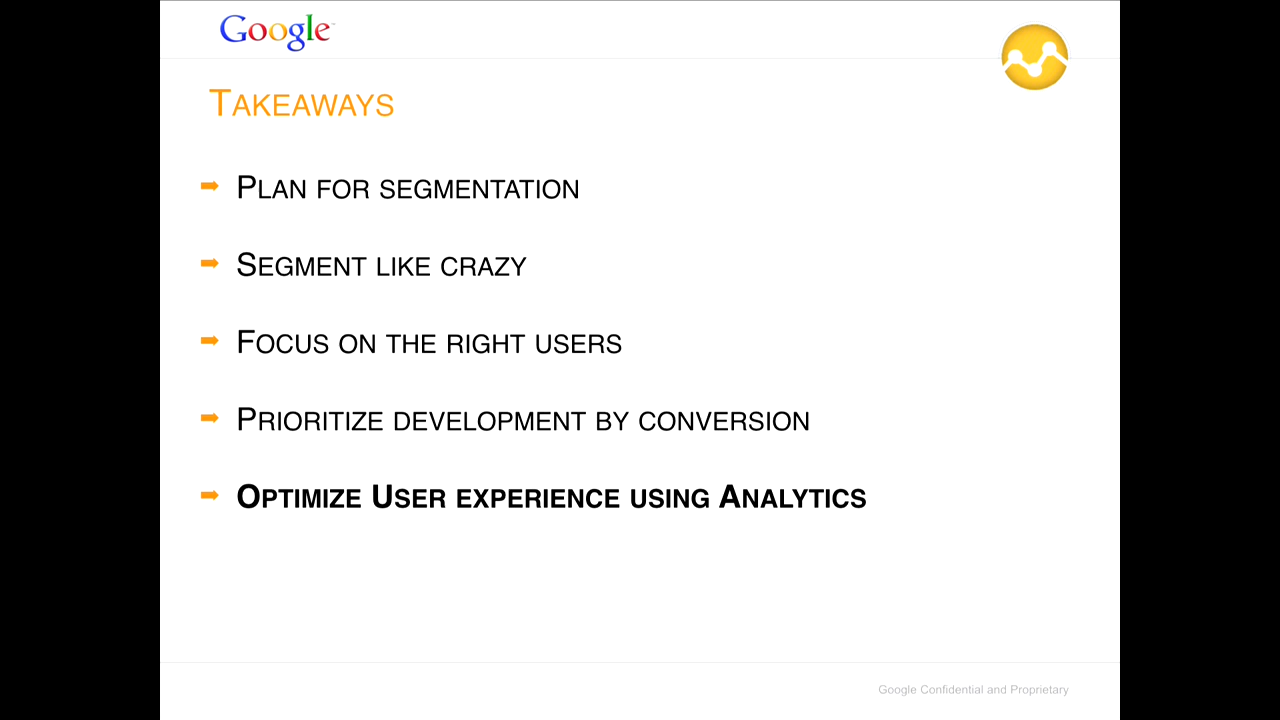 Google
Takeaways
Plan for segmentation
Segment like crazy
Focus on the right users
Prioritize development by conversion
Optimize User experience using Analytics
Google Confidential and Proprietary